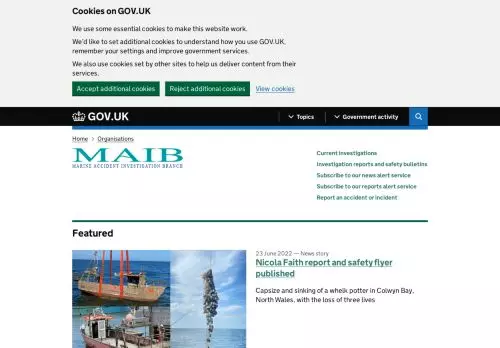 Cookies on GOV.UK
We use some essential cookies to make this website work.
We'd like to set additional cookies to understand how you use GOV.UK,
remember your settings and improve government services.
We also use cookies set by other sites to help us deliver content from their
services.
Accept additional cookies
Reject additional cookies
View cookies
GOV.UK
Topics
Government activity
Home > Organisations
MAIB
MARINE ACCIDENT INVESTIGATION BRANCH
Current investigations
Investigation reports and safety bulletins
Subscribe to our news alert service
Subscribe to our reports alert service
Report an accident or incident
Featured
23 June 2022 — News story
Nicola Faith report and safety flyer
published
Capsize and sinking of a whelk potter in Colwyn Bay,
North Wales, with the loss of three lives